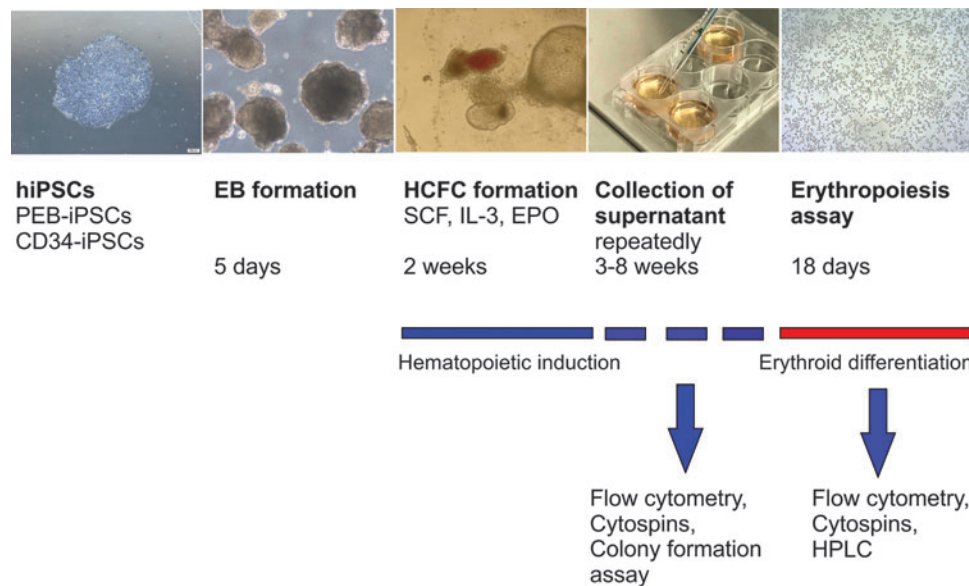 hiPSCs
PEB-iPSCs
CD34-iPSCs
EB formation
5 days
HCFC formation
SCF, IL-3, EPO
2 weeks
Collection of
supernatant
repeatedly
3-8 weeks
Erythropoiesis
assay
18 days
Hematopoietic induction
Erythroid differentiation
Flow cytometry,
Cytospins,
Colony formation
assay
Flow cytometry,
Cytospins,
HPLC